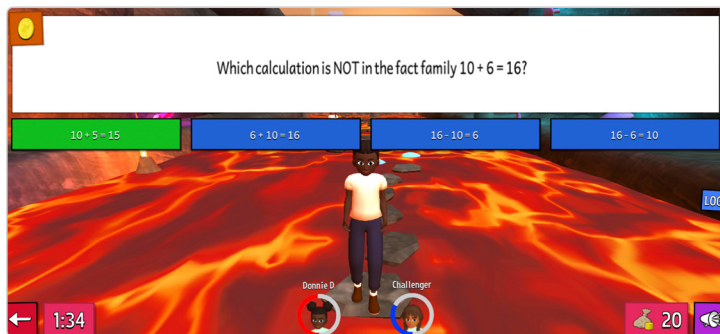 Which calculation is NOT in the fact family 10 + 6 = 16?
10 + 5 = 15
6 + 10 = 16
16 - 10 = 6
16 - 6 = 10
Donnie D
Challenger
1:34
20